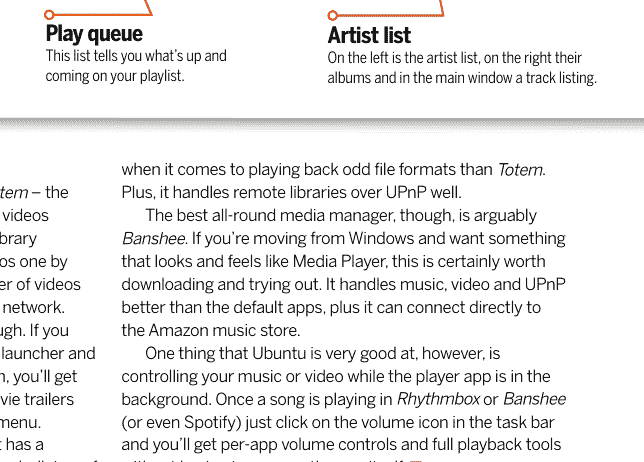 Play queue
This list tells you what's up and
coming on your playlist.
Artist list
On the left is the artist list, on the right their
albums and in the main window a track listing.
tem – the
videos
brary
os one by
er of videos
network.
ugh. If you
launcher and
n, you'll get
vie trailers
menu.
t has a
when it comes to playing back odd file formats than Totem.
Plus, it handles remote libraries over UPnP well.
The best all-round media manager, though, is arguably
Banshee. If you're moving from Windows and want something
that looks and feels like Media Player, this is certainly worth
downloading and trying out. It handles music, video and UPnP
better than the default apps, plus it can connect directly to
the Amazon music store.
One thing that Ubuntu is very good at, however, is
controlling your music or video while the player app is in the
background. Once a song is playing in Rhythmbox or Banshee
(or even Spotify) just click on the volume icon in the task bar
and you'll get per-app volume controls and full playback tools